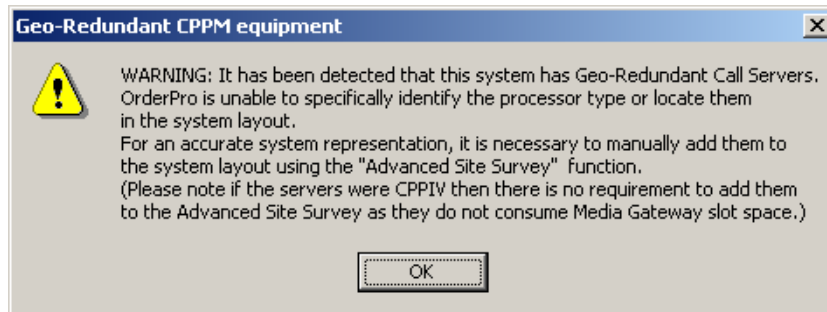 Geo-Redundant CPPM equipment
WARNING: It has been detected that this system has Geo-Redundant Call Servers.
OrderPro is unable to specifically identify the processor type or locate them
in the system layout.
For an accurate system representation, it is necessary to manually add them to
the system layout using the "Advanced Site Survey" function.
(Please note if the servers were CPPIV then there is no requirement to add them
to the Advanced Site Survey as they do not consume Media Gateway slot space.)
OK